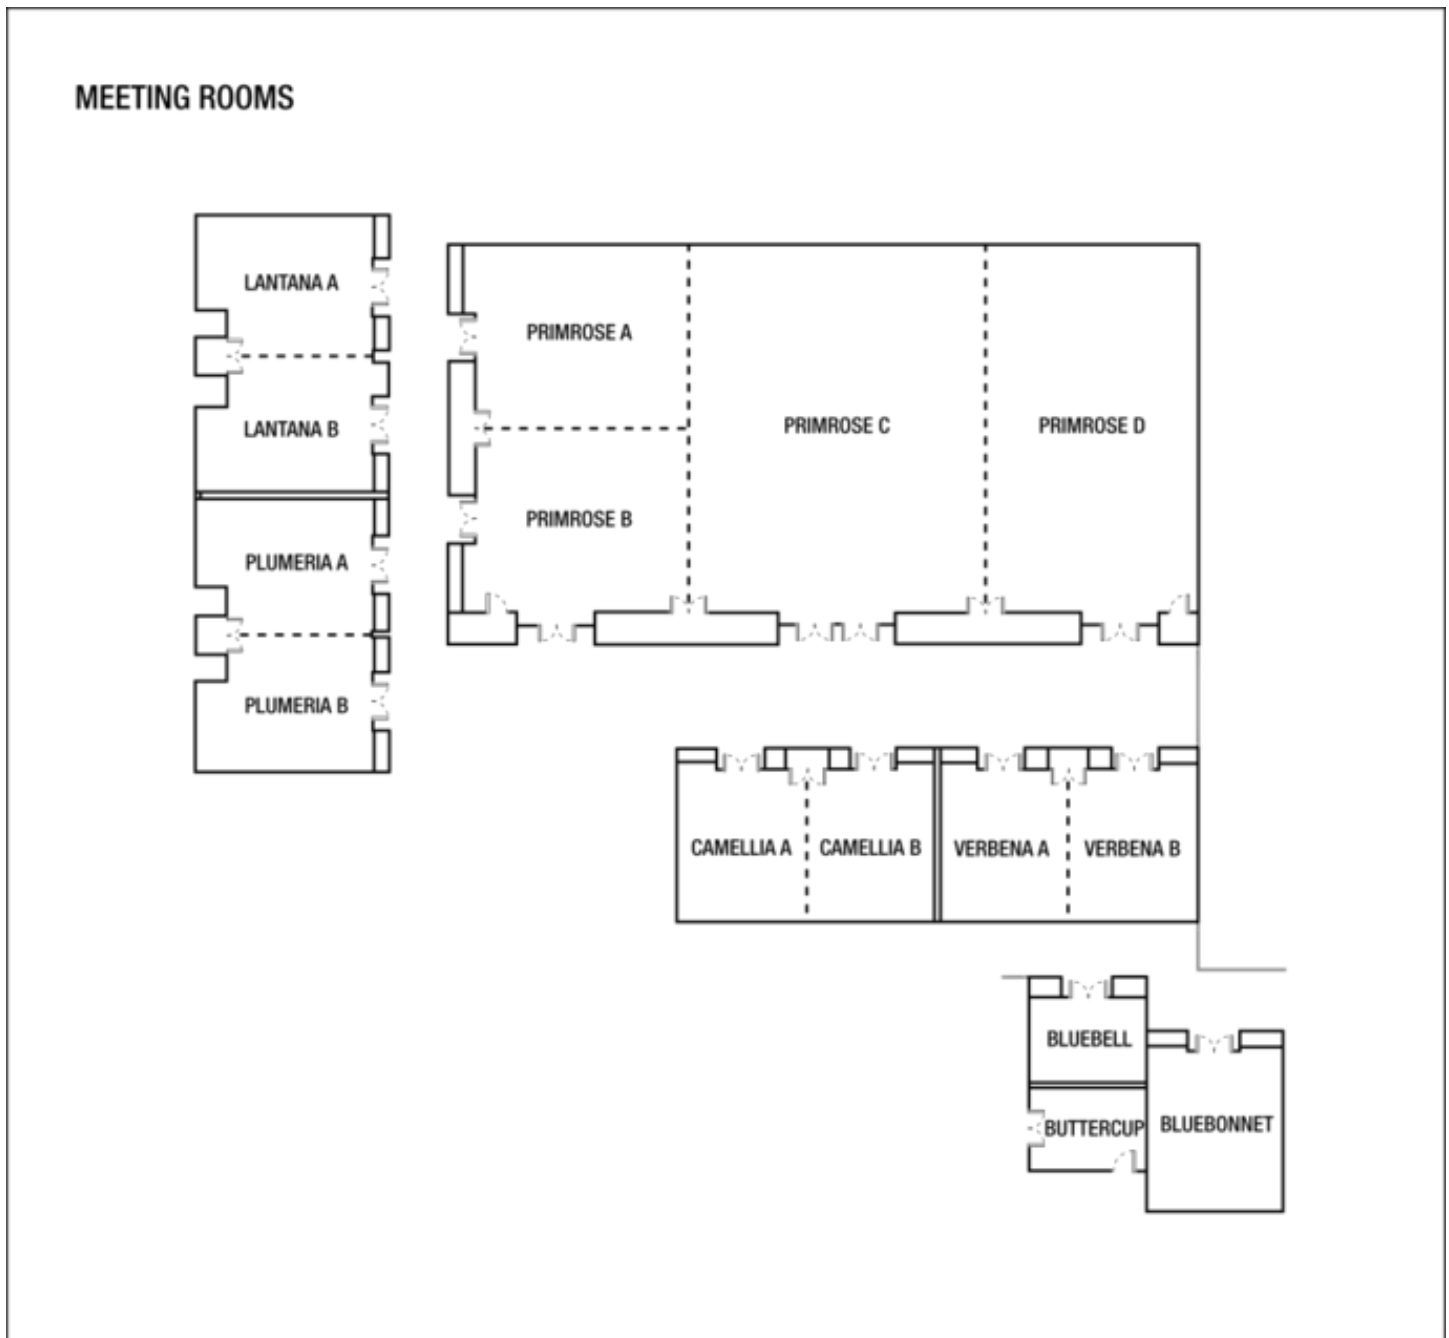 MEETING ROOMS
LANTANA A
LANTANA B
PLUMERIA A
PLUMERIA B
PRIMROSE A
PRIMROSE B
PRIMROSE C
PRIMROSE D
CAMELLIA A
CAMELLIA B
VERBENA A
VERBENA B
BLUEBELL
BUTTERCUP
BLUEBONNET